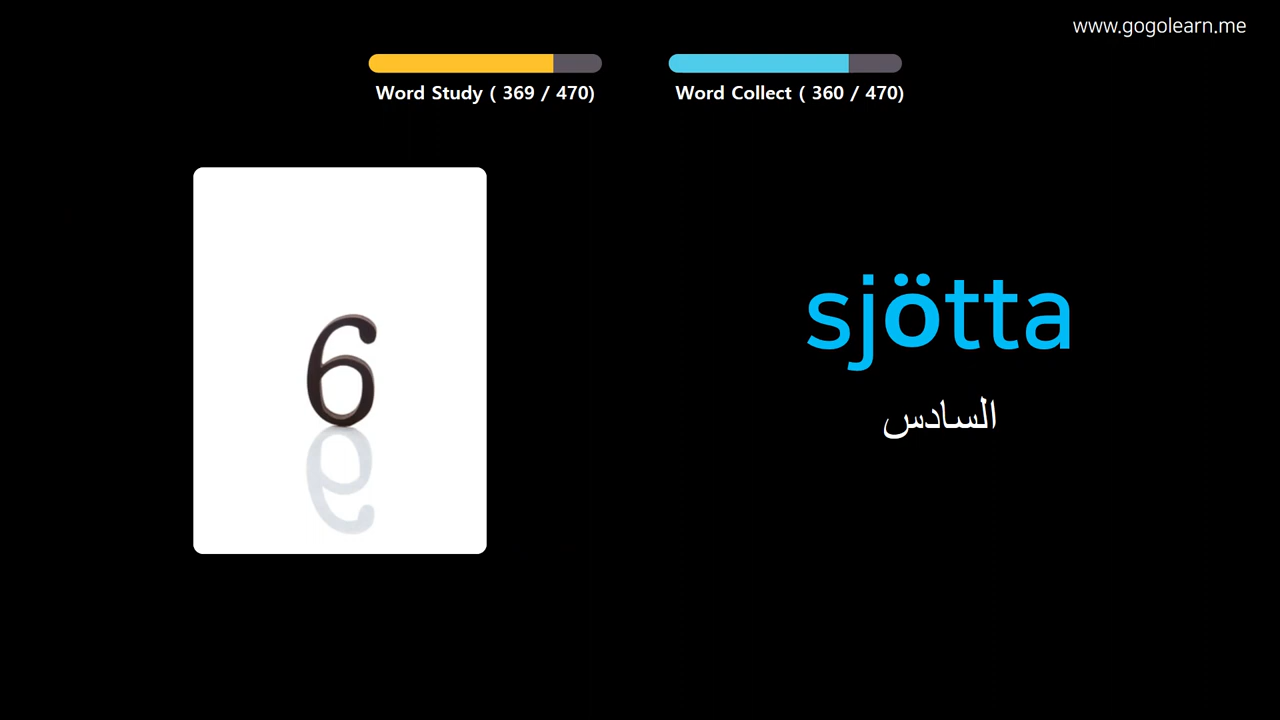 www.gogolearn.me
Word Study ( 369 / 470)
Word Collect ( 360 / 470)
6
sjötta
السادس